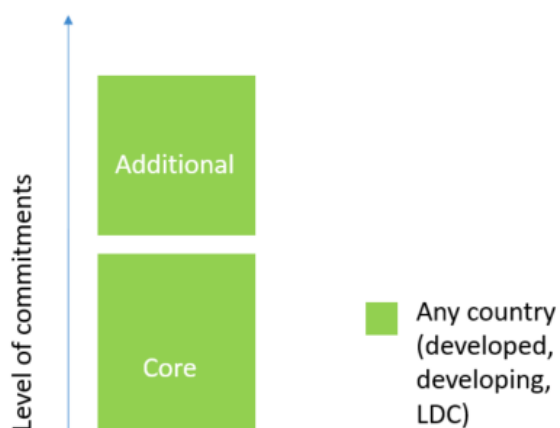 Level of commitments
Additional
Core
Any country
(developed,
developing,
LDC)